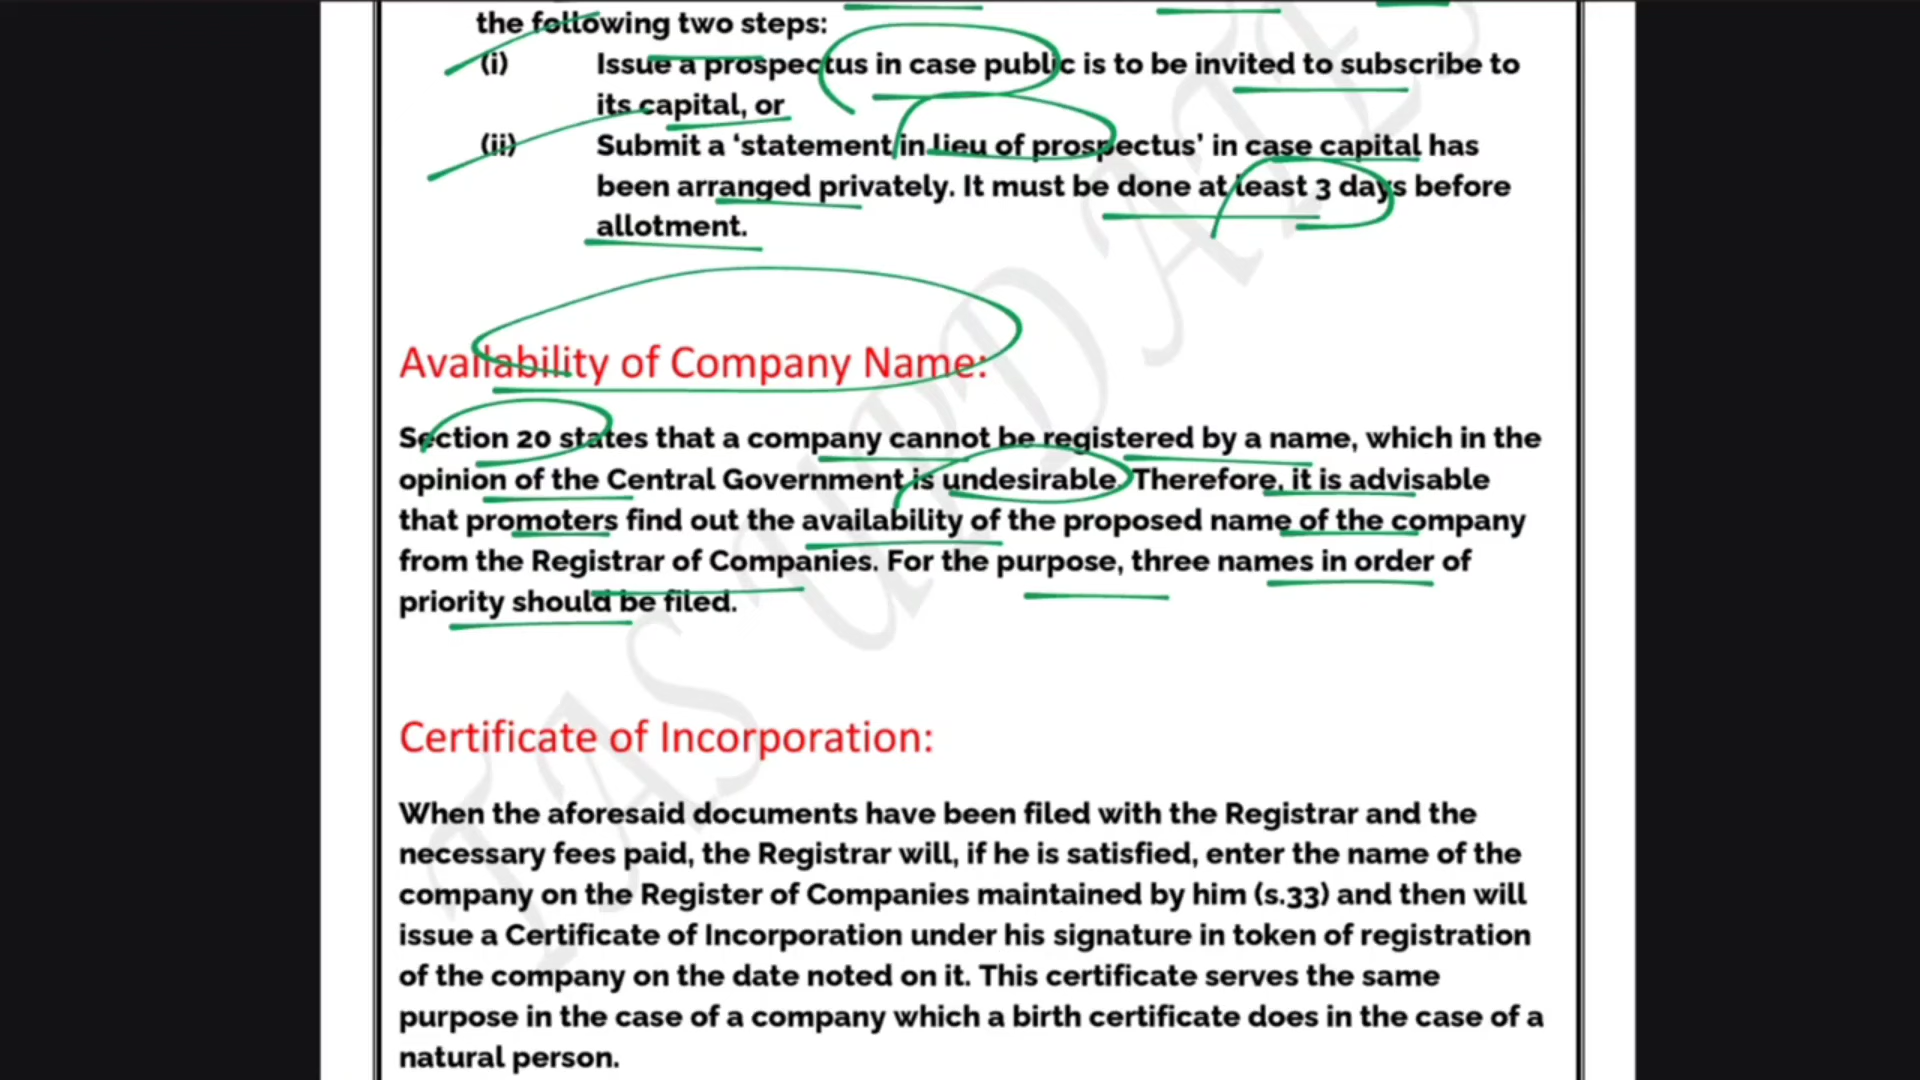 the following two steps:
(i) Issue a prospectus in case public is to be invited to subscribe to
its capital, or
(ii) Submit a ‘statement in lieu of prospectus’ in case capital has
been arranged privately. It must be done at least 3 days before
allotment.
Availability of Company Name:
Section 20 states that a company cannot be registered by a name, which in the
opinion of the Central Government is undesirable. Therefore, it is advisable
that promoters find out the availability of the proposed name of the company
from the Registrar of Companies. For the purpose, three names in order of
priority should be filed.
Certificate of Incorporation:
When the aforesaid documents have been filed with the Registrar and the
necessary fees paid, the Registrar will, if he is satisfied, enter the name of the
company on the Register of Companies maintained by him (s.33) and then will
issue a Certificate of Incorporation under his signature in token of registration
of the company on the date noted on it. This certificate serves the same
purpose in the case of a company which a birth certificate does in the case of a
natural person.